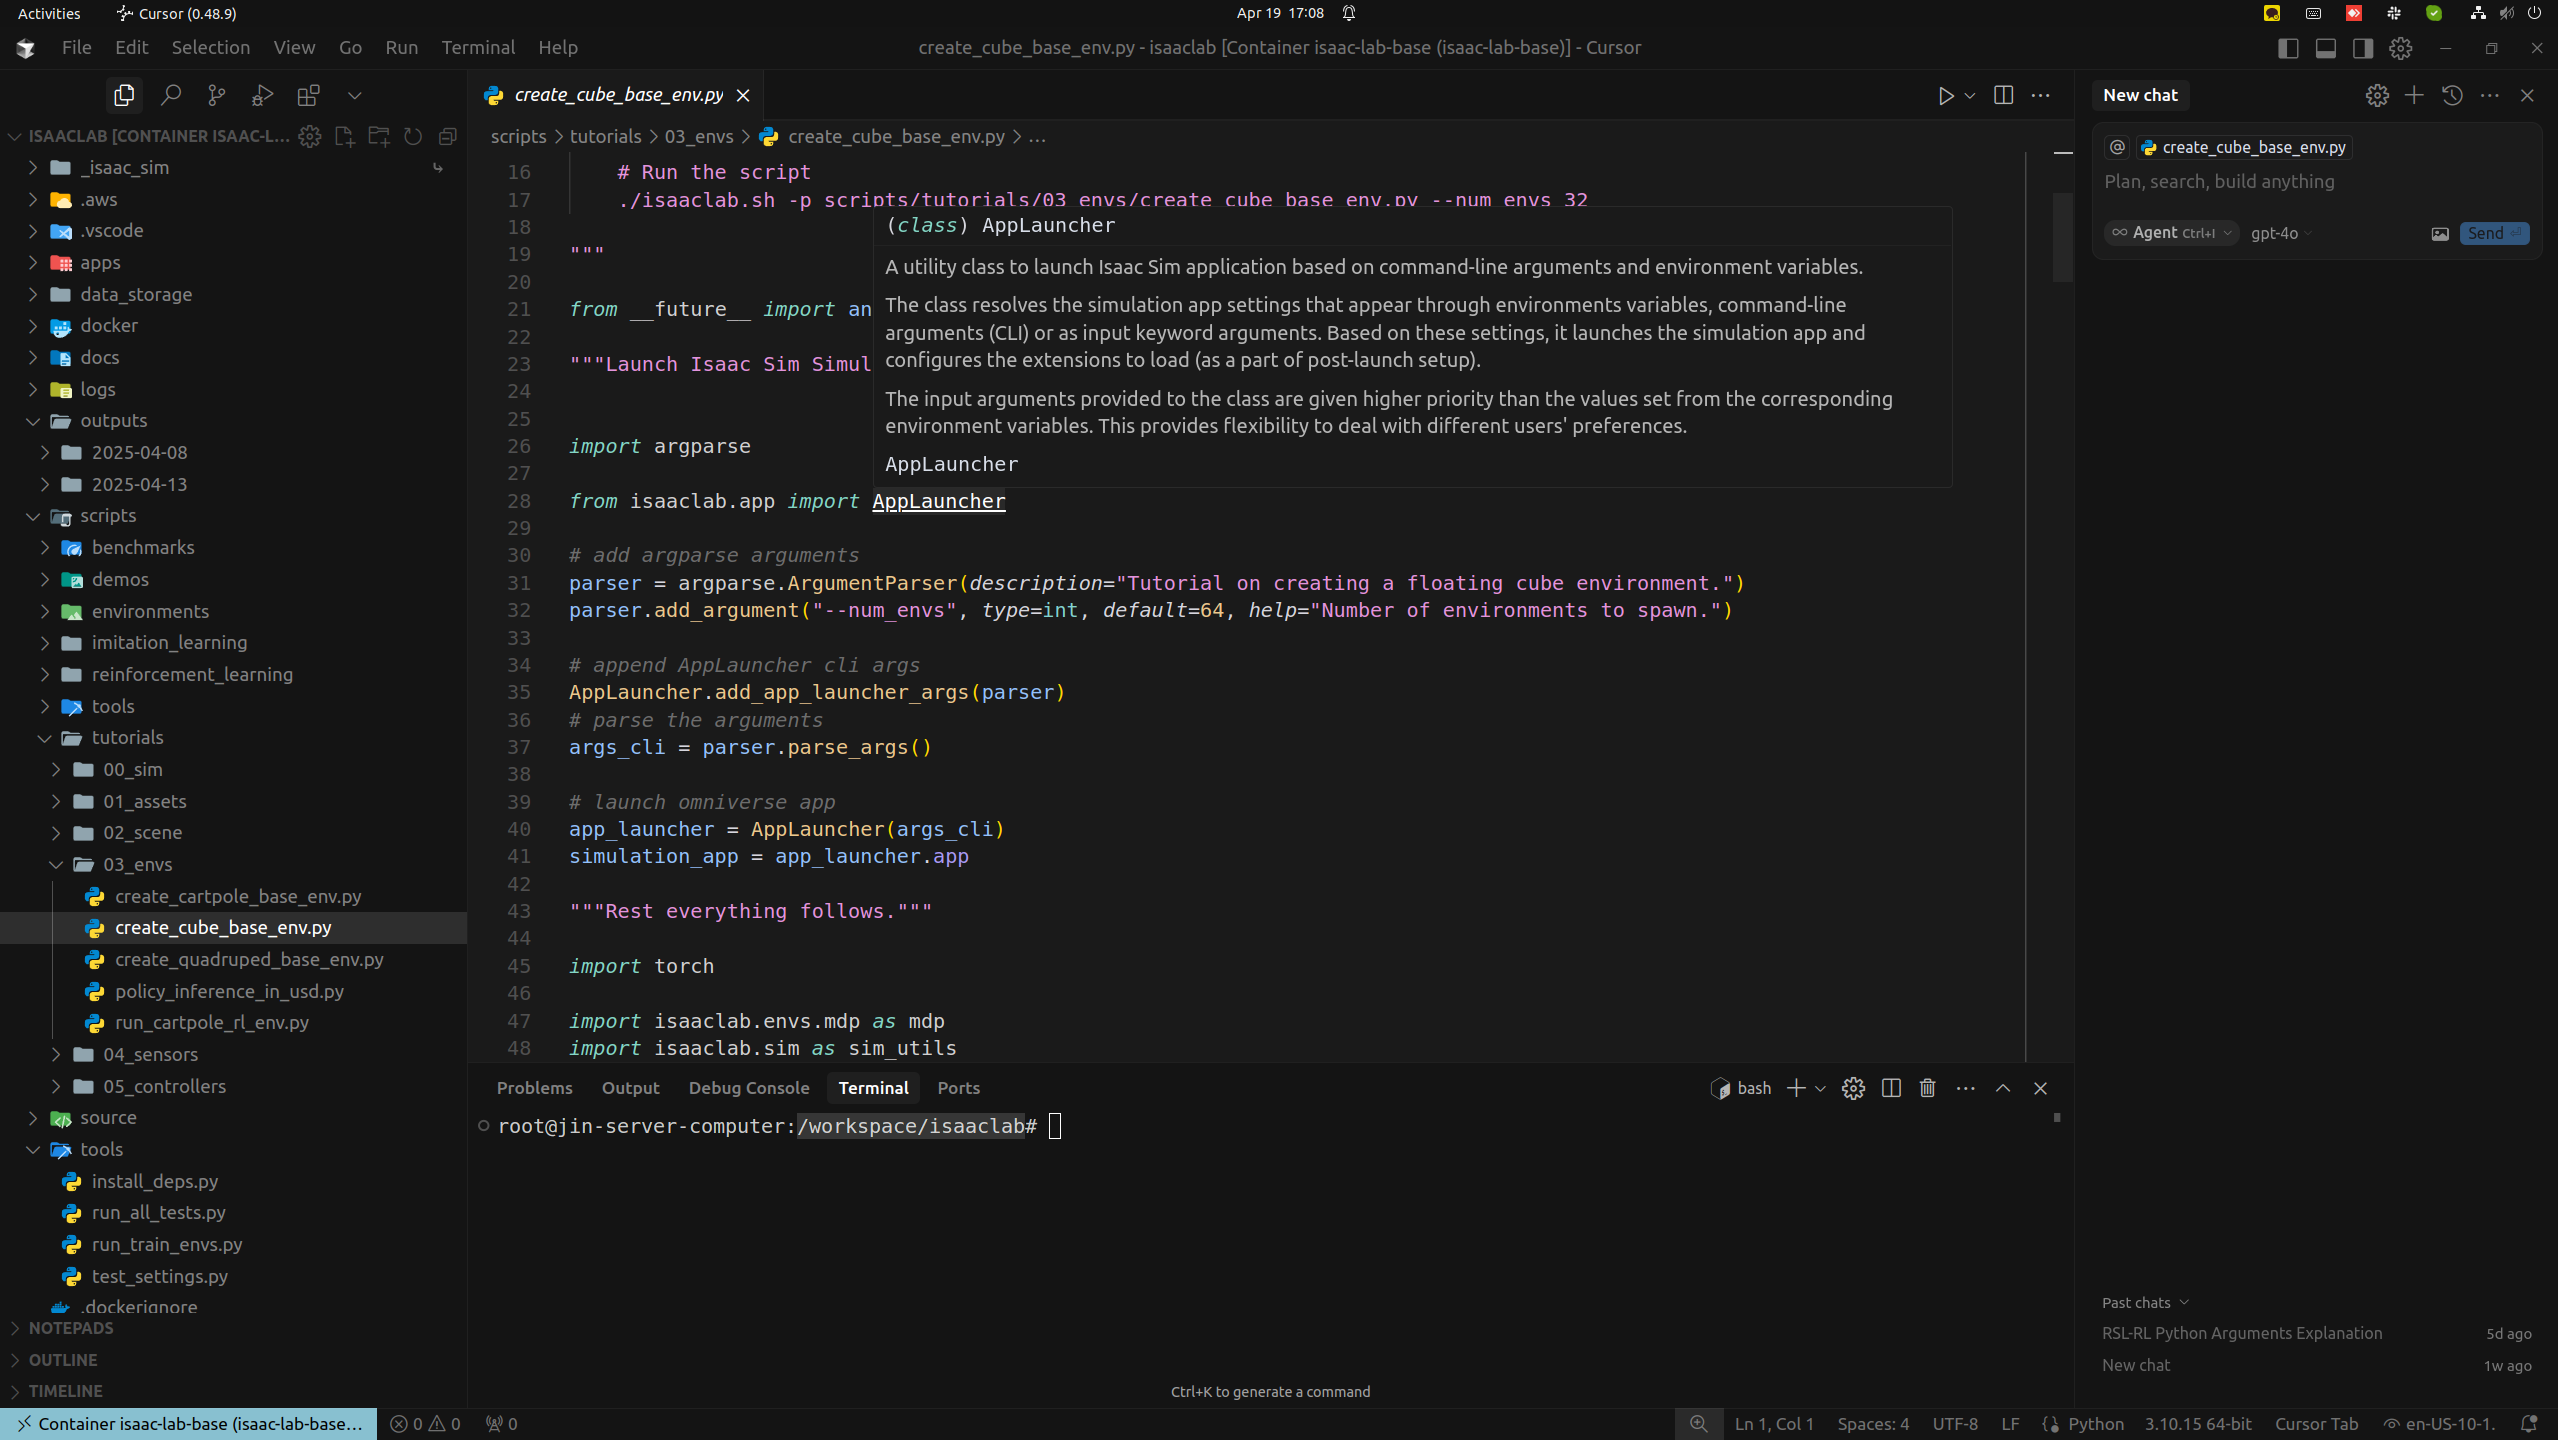 Activities
Cursor (0.48.9)
Apr 19 17:08
File Edit Selection View Go Run Terminal Help
create_cube_base_env.py - isaaclab [Container isaac-lab-base (isaac-lab-base)] - Cursor
ISAACLAB [CONTAINER ISAAC-L...
_isaac_sim
.aws
.vscode
apps
data_storage
docker
docs
logs
outputs
2025-04-08
2025-04-13
scripts
benchmarks
demos
environments
imitation_learning
reinforcement_learning
tools
tutorials
00_sim
01_assets
02_scene
03_envs
create_cartpole_base_env.py
create_cube_base_env.py
create_quadruped_base_env.py
policy_inference_in_usd.py
run_cartpole_rl_env.py
04_sensors
05_controllers
source
tools
install_deps.py
run_all_tests.py
run_train_envs.py
test_settings.py
.dockerignore
NOTEPADS
OUTLINE
TIMELINE
create_cube_base_env.py
scripts > tutorials > 03_envs > create_cube_base_env.py > ...
16 # Run the script
17 ./isaaclab.sh -p scripts/tutorials/03_envs/create_cube_base_env.py --num_envs 32
18
19 """
20
21 from __future__ import an
22
23 """Launch Isaac Sim Simul
24
25
26 import argparse
27
28 from isaaclab.app import AppLauncher
29
30 # add argparse arguments
31 parser = argparse.ArgumentParser(description="Tutorial on creating a floating cube environment.")
32 parser.add_argument("--num_envs", type=int, default=64, help="Number of environments to spawn.")
33
34 # append AppLauncher cli args
35 AppLauncher.add_app_launcher_args(parser)
36 # parse the arguments
37 args_cli = parser.parse_args()
38
39 # launch omniverse app
40 app_launcher = AppLauncher(args_cli)
41 simulation_app = app_launcher.app
42
43 """Rest everything follows."""
44
45 import torch
46
47 import isaaclab.envs.mdp as mdp
48 import isaaclab.sim as sim_utils
(class) AppLauncher
A utility class to launch Isaac Sim application based on command-line arguments and environment variables.
The class resolves the simulation app settings that appear through environments variables, command-line
arguments (CLI) or as input keyword arguments. Based on these settings, it launches the simulation app and
configures the extensions to load (as a part of post-launch setup).
The input arguments provided to the class are given higher priority than the values set from the corresponding
environment variables. This provides flexibility to deal with different users' preferences.
AppLauncher
Problems Output Debug Console Terminal Ports
bash
root@jin-server-computer:/workspace/isaaclab#
Ctrl+K to generate a command
New chat
@ create_cube_base_env.py
Plan, search, build anything
Agent Ctrl+I
gpt-4o
Send
Past chats
RSL-RL Python Arguments Explanation 5d ago
New chat 1w ago
Container isaac-lab-base (isaac-lab-base... 0 0 0
Ln 1, Col 1 Spaces: 4 UTF-8 LF Python 3.10.15 64-bit Cursor Tab en-US-10-1.